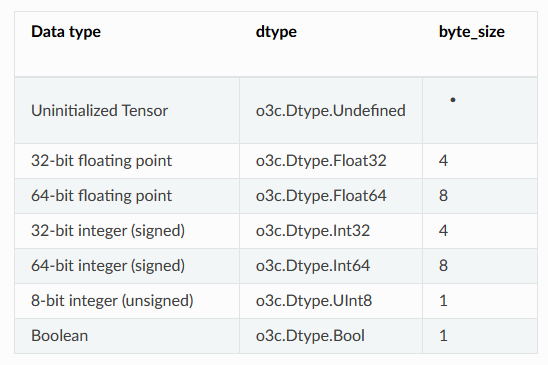 Data type dtype byte_size
Uninitialized Tensor o3c.Dtype.Undefined •
32-bit floating point o3c.Dtype.Float32 4
64-bit floating point o3c.Dtype.Float64 8
32-bit integer (signed) o3c.Dtype.Int32 4
64-bit integer (signed) o3c.Dtype.Int64 8
8-bit integer (unsigned) o3c.Dtype.UInt8 1
Boolean o3c.Dtype.Bool 1